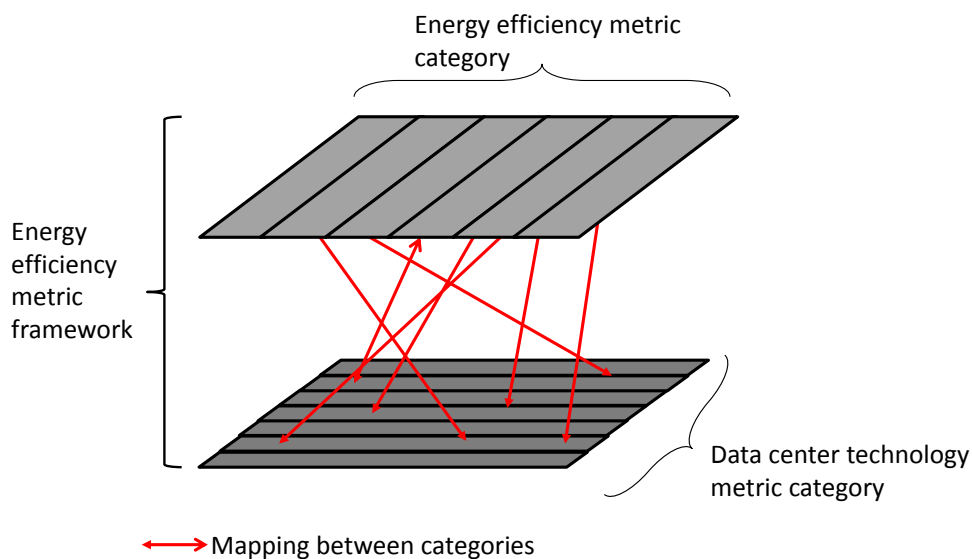 Energy efficiency metric
category
Energy
efficiency
metric
framework
Data center technology
metric category
Mapping between categories